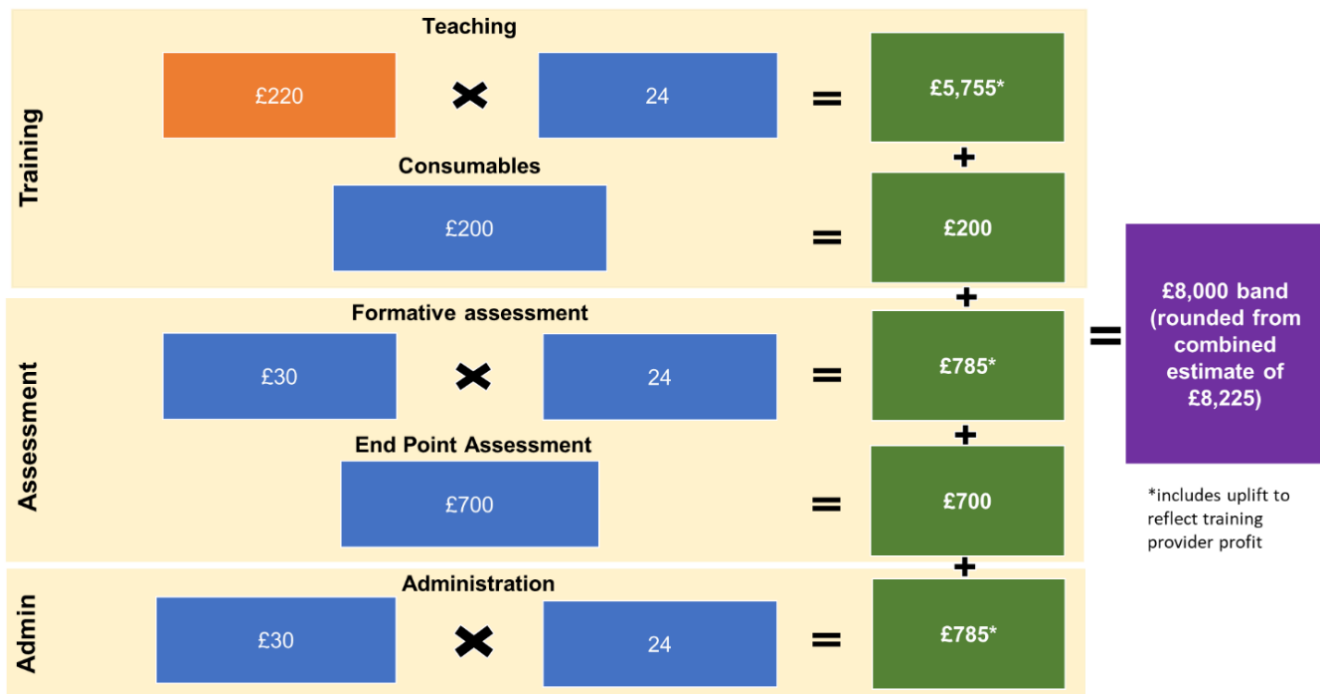 Training
Teaching
£220
×
24
=
£5,755*
+
Consumables
£200
=
£200
+
Assessment
Formative assessment
£30
×
24
=
£785*
+
End Point Assessment
£700
=
£700
+
Admin
Administration
£30
×
24
=
£785*
=
£8,000 band
(rounded from
combined
estimate of
£8,225)
*includes uplift to
reflect training
provider profit